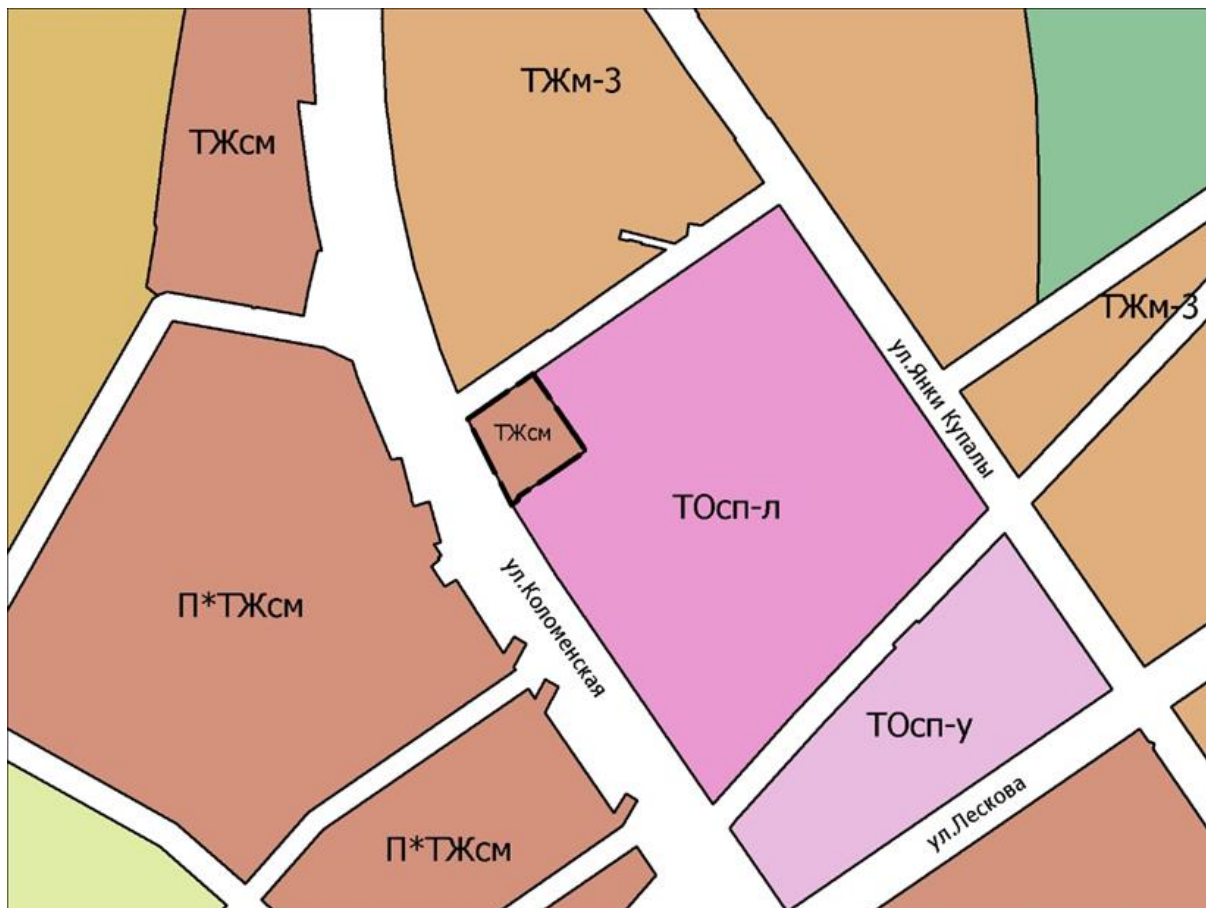 ТЖм-3
ТЖсм
ТЖм-3
ул.Янки Купалы
ТЖсм
ТОсп-л
ул.Коломенская
П*ТЖсм
ТОсп-у
ул.Лескова
П*ТЖсм